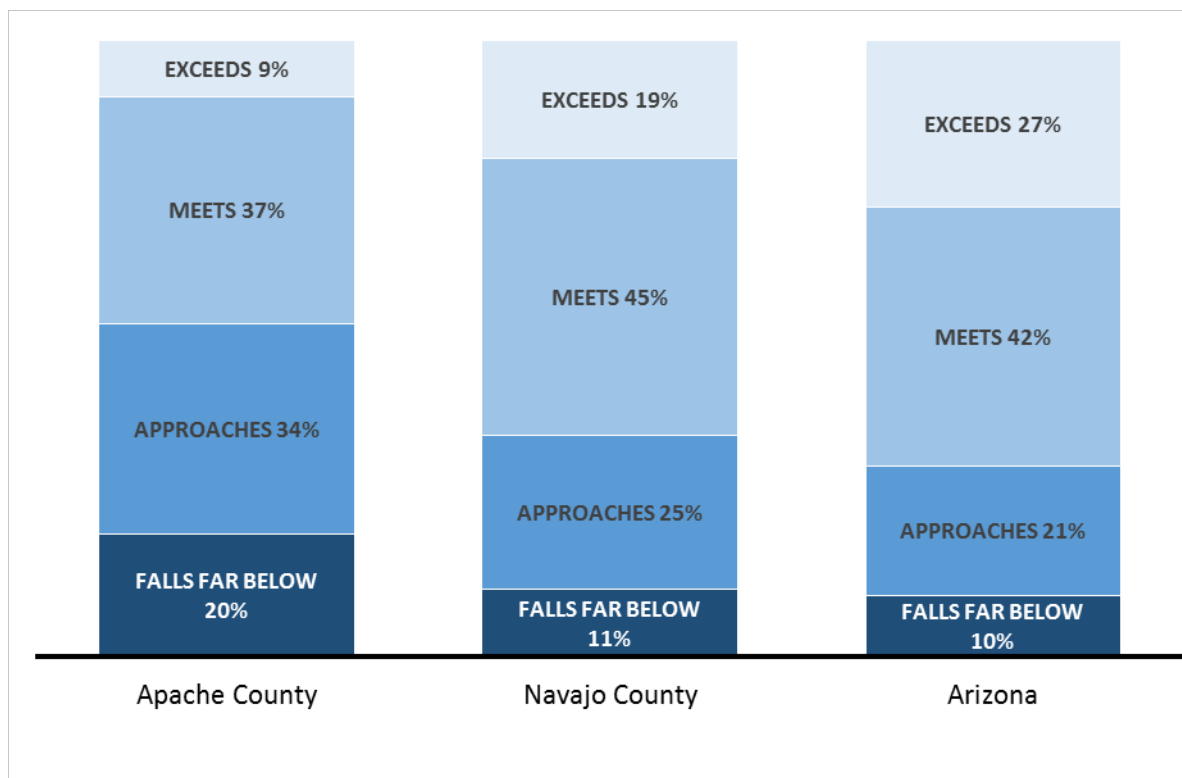 EXCEEDS 9%
MEETS 37%
APPROACHES 34%
FALLS FAR BELOW
20%
EXCEEDS 19%
MEETS 45%
APPROACHES 25%
FALLS FAR BELOW
11%
EXCEEDS 27%
MEETS 42%
APPROACHES 21%
FALLS FAR BELOW
10%
Apache County
Navajo County
Arizona